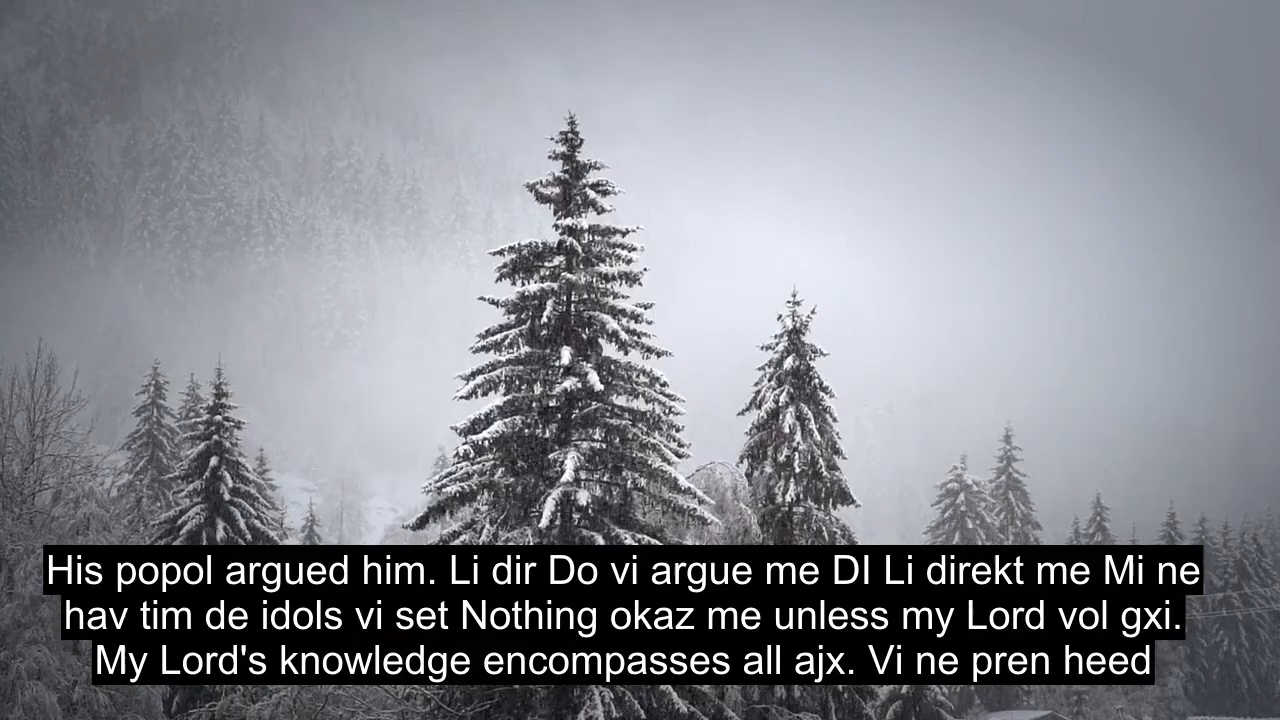 His popol argued him. Li dir Do vi argue me DI Li direkt me Mi ne
hav tim de idols vi set Nothing okaz me unless my Lord vol gxi.
My Lord's knowledge encompasses all ajx. Vi ne pren heed